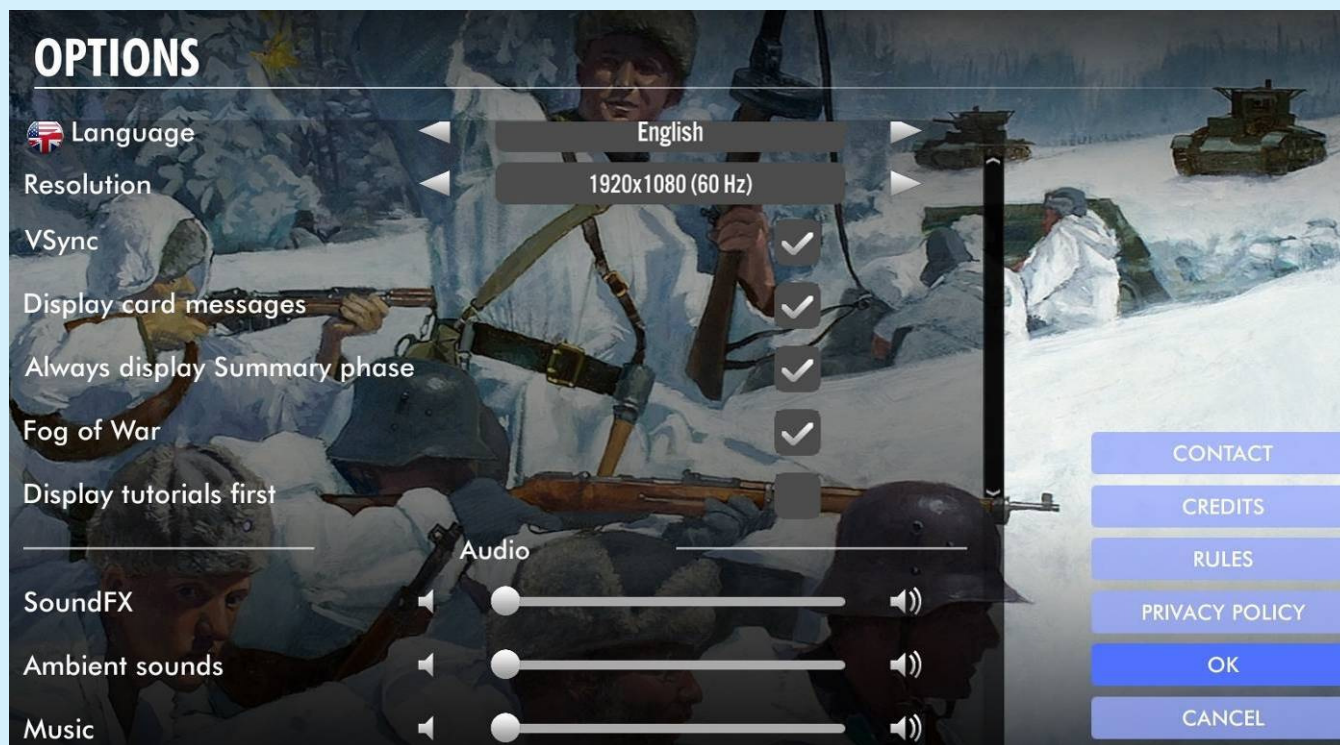 OPTIONS
Language English
Resolution 1920x1080 (60 Hz)
VSync
Display card messages
Always display Summary phase
Fog of War
Display tutorials first
Audio
SoundFX
Ambient sounds
Music
CONTACT
CREDITS
RULES
PRIVACY POLICY
OK
CANCEL